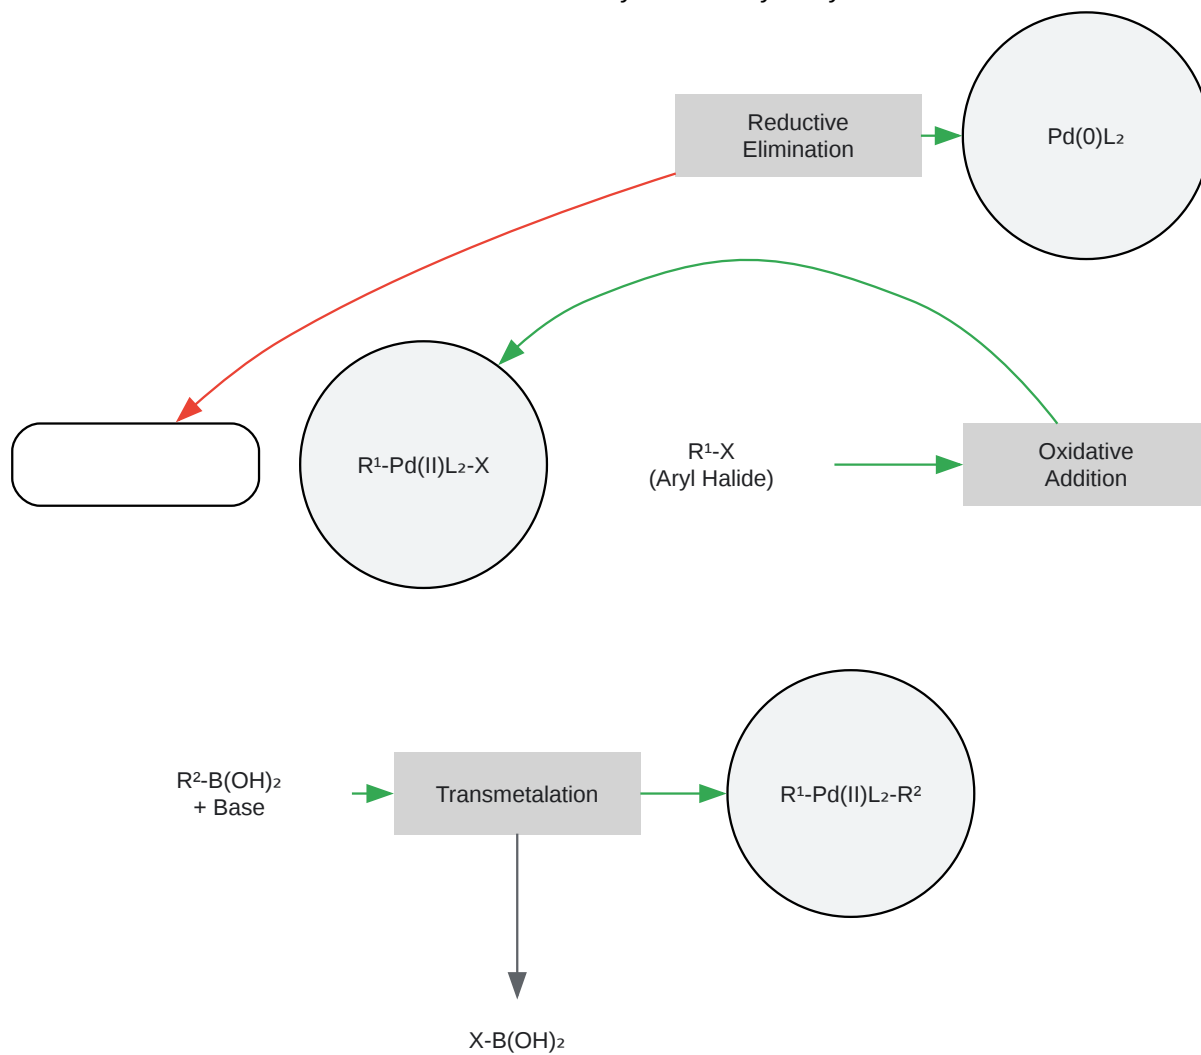 Reductive
Elimination
Pd(0)L₂
R¹-Pd(II)L₂-X
R¹-X
(Aryl Halide)
Oxidative
Addition
R²-B(OH)₂
+ Base
Transmetalation
R¹-Pd(II)L₂-R²
X-B(OH)₂